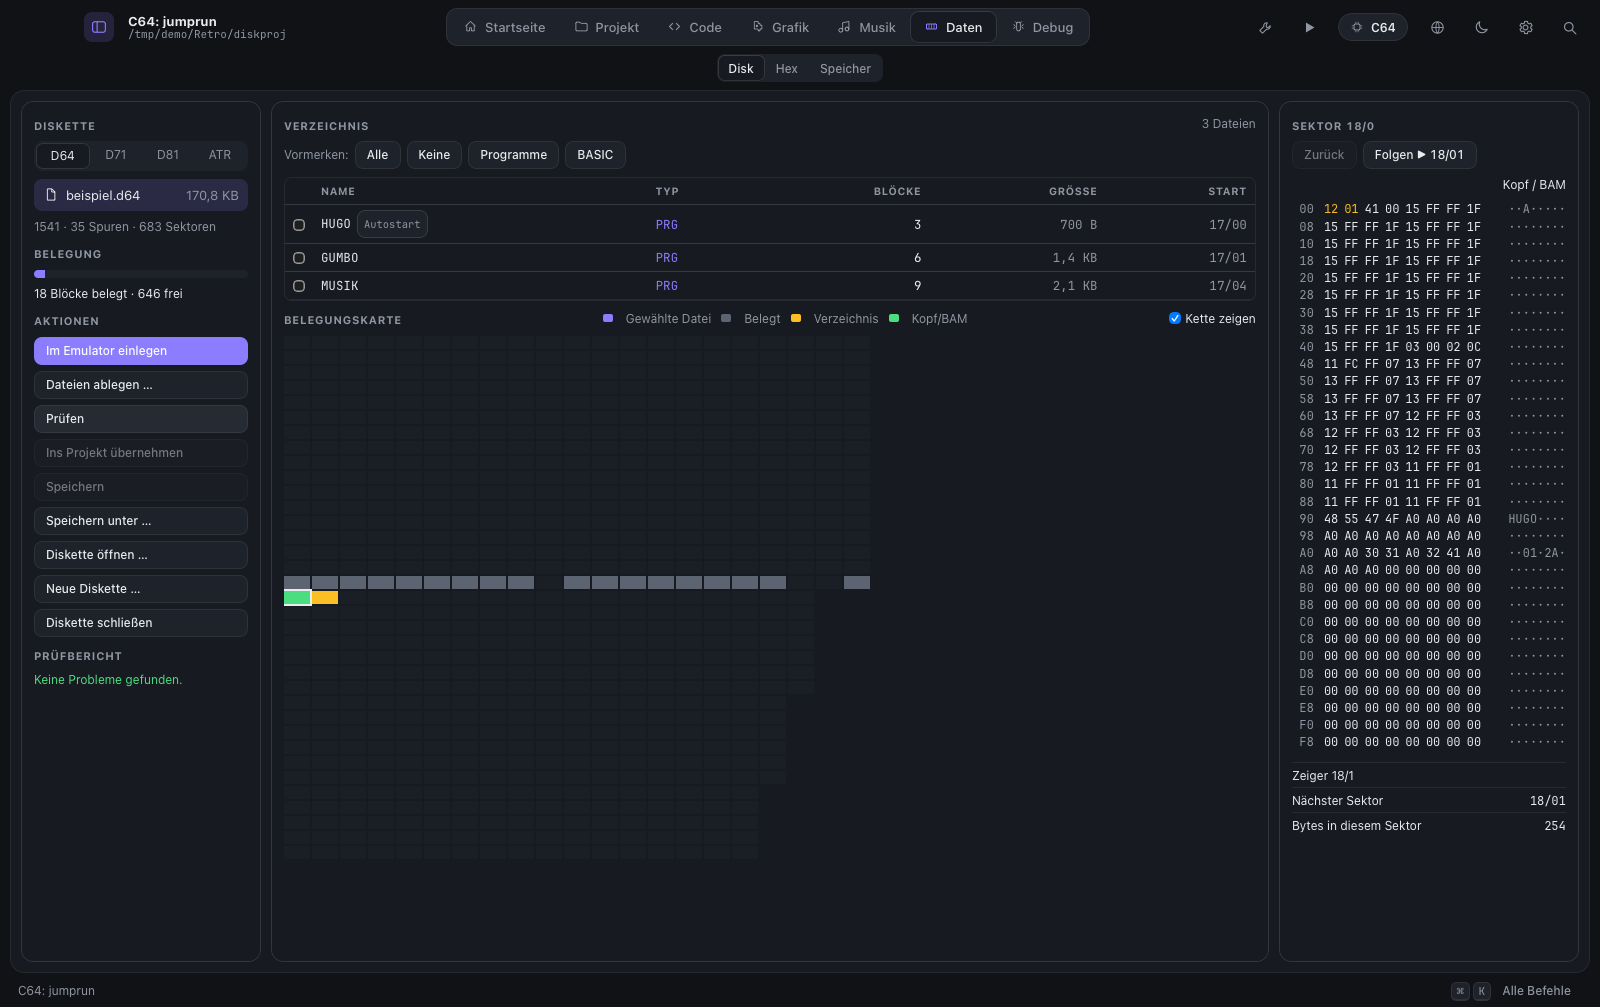 C64: jumprun
/tmp/demo/Retro/diskproj
Startseite
Projekt
Code
Grafik
Musik
Daten
Debug
C64
Disk
Hex
Speicher
DISKETTE
D64 D71 D81 ATR
beispiel.d64 170,8 KB
1541 · 35 Spuren · 683 Sektoren
BELEGUNG
18 Blöcke belegt · 646 frei
AKTIONEN
Im Emulator einlegen
Dateien ablegen ...
Prüfen
Ins Projekt übernehmen
Speichern
Speichern unter ...
Diskette öffnen ...
Neue Diskette ...
Diskette schließen
PRÜFBERICHT
Keine Probleme gefunden.
VERZEICHNIS 3 Dateien
Vormerken: Alle Keine Programme BASIC
NAME TYP BLÖCKE GRÖSSE START
HUGO Autostart PRG 3 700 B 17/00
GUMBO PRG 6 1,4 KB 17/01
MUSIK PRG 9 2,1 KB 17/04
BELEGUNGSKARTE Gewählte Datei Belegt Verzeichnis Kopf/BAM Kette zeigen
SEKTOR 18/0
Zurück Folgen ▶ 18/01
Kopf / BAM
00 12 01 41 00 15 FF FF 1F ··A·····
08 15 FF FF 1F 15 FF FF 1F ········
10 15 FF FF 1F 15 FF FF 1F ········
18 15 FF FF 1F 15 FF FF 1F ········
20 15 FF FF 1F 15 FF FF 1F ········
28 15 FF FF 1F 15 FF FF 1F ········
30 15 FF FF 1F 15 FF FF 1F ········
38 15 FF FF 1F 15 FF FF 1F ········
40 15 FF FF 1F 03 00 02 0C ········
48 11 FC FF 07 13 FF FF 07 ········
50 13 FF FF 07 13 FF FF 07 ········
58 13 FF FF 07 13 FF FF 07 ········
60 13 FF FF 07 12 FF FF 03 ········
68 12 FF FF 03 12 FF FF 03 ········
70 12 FF FF 03 12 FF FF 03 ········
78 12 FF FF 03 11 FF FF 01 ········
80 11 FF FF 01 11 FF FF 01 ········
88 11 FF FF 01 11 FF FF 01 ········
90 48 55 47 4F A0 A0 A0 A0 HUGO····
98 A0 A0 A0 A0 A0 A0 A0 A0 ········
A0 A0 A0 30 31 A0 32 41 A0 ··01·2A·
A8 A0 A0 A0 00 00 00 00 00 ········
B0 00 00 00 00 00 00 00 00 ········
B8 00 00 00 00 00 00 00 00 ········
C0 00 00 00 00 00 00 00 00 ········
C8 00 00 00 00 00 00 00 00 ········
D0 00 00 00 00 00 00 00 00 ········
D8 00 00 00 00 00 00 00 00 ········
E0 00 00 00 00 00 00 00 00 ········
E8 00 00 00 00 00 00 00 00 ········
F0 00 00 00 00 00 00 00 00 ········
F8 00 00 00 00 00 00 00 00 ········
Zeiger 18/1
Nächster Sektor 18/01
Bytes in diesem Sektor 254
C64: jumprun
⌘ K Alle Befehle